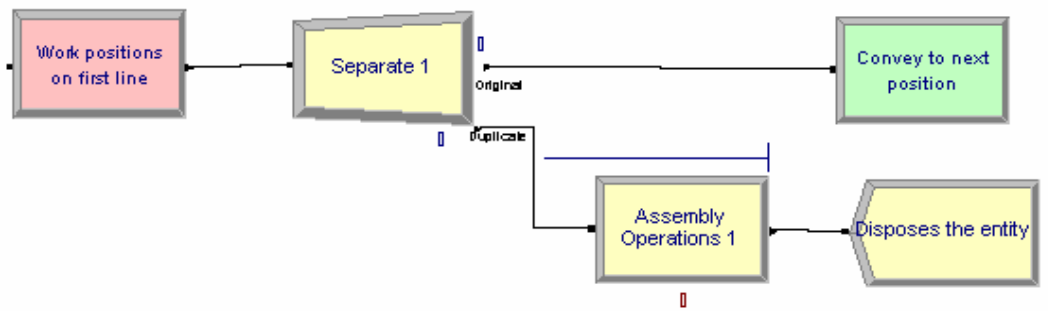 Work positions
on first line
Separate 1
Original
Duplicate
Convey to next
position
Assembly
Operations 1
Disposes the entity